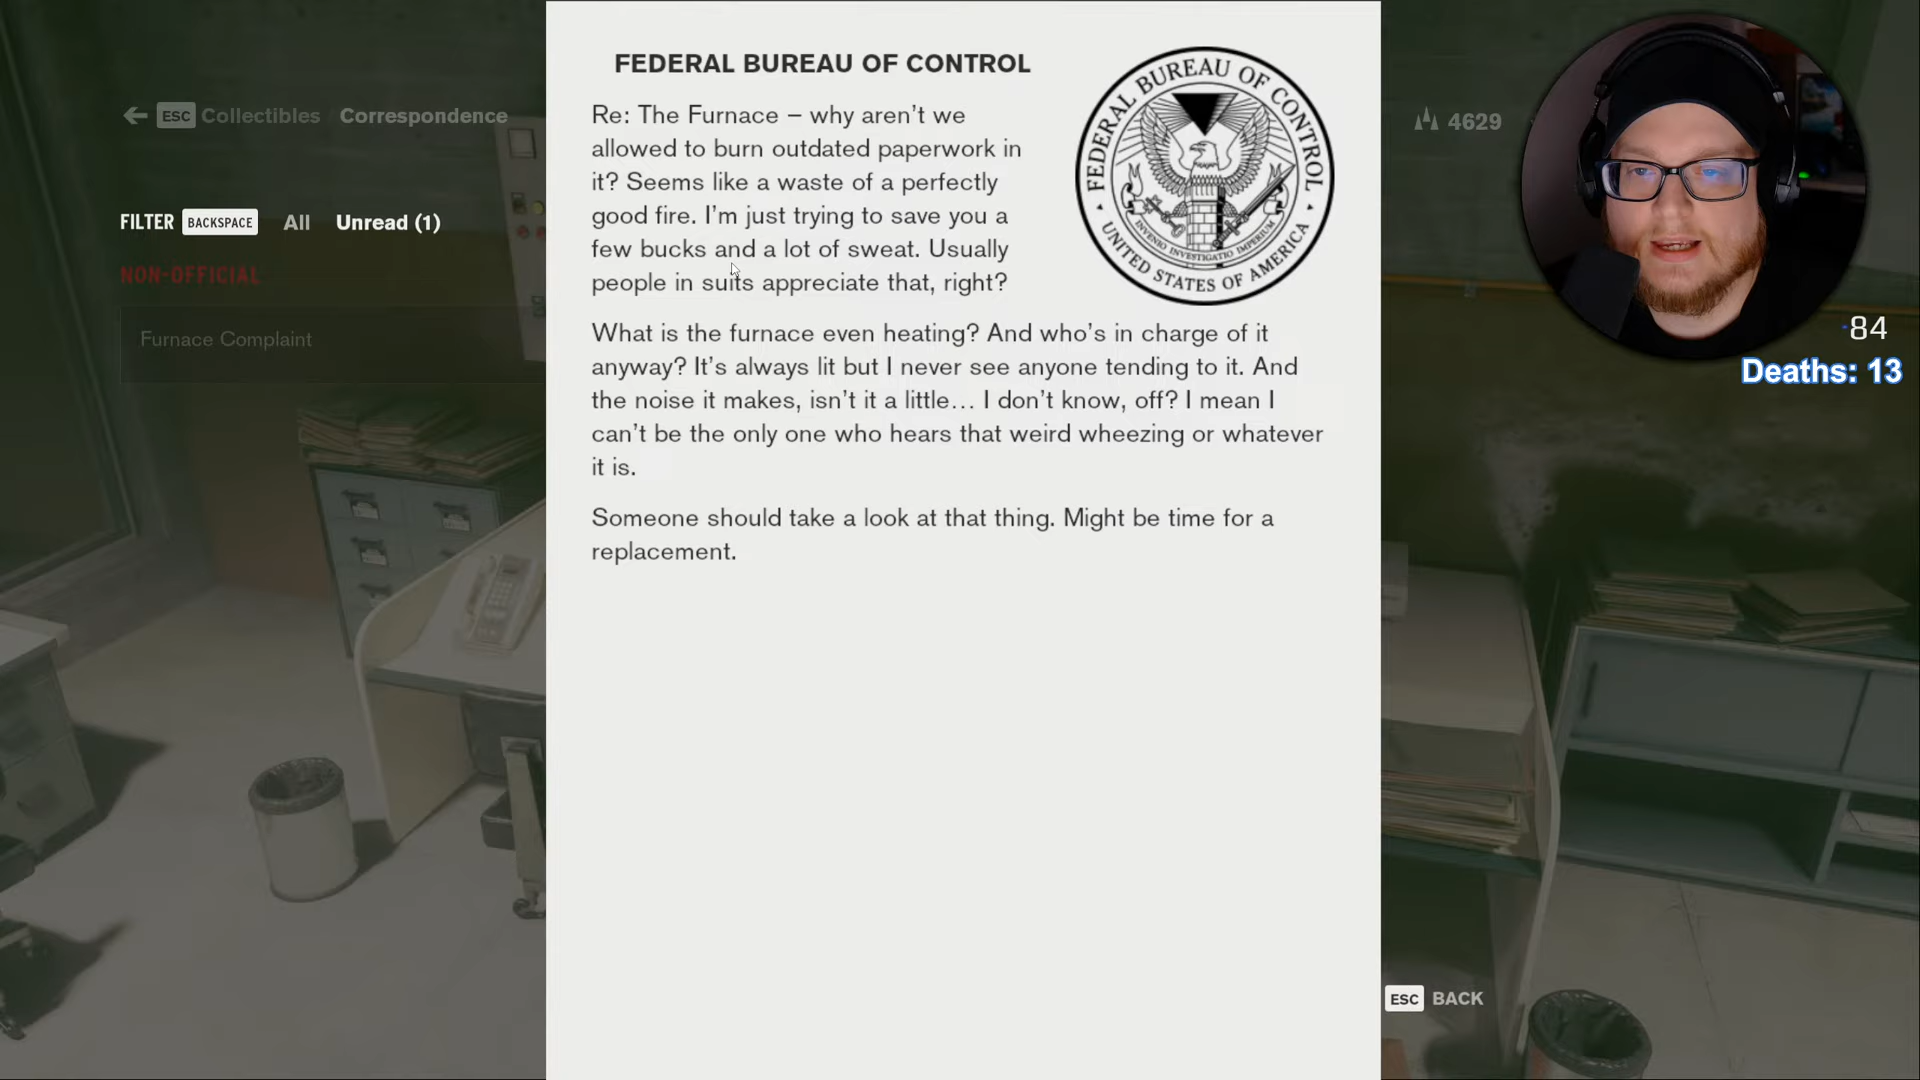 FEDERAL BUREAU OF CONTROL
Re: The Furnace – why aren't we
allowed to burn outdated paperwork in
it? Seems like a waste of a perfectly
good fire. I'm just trying to save you a
few bucks and a lot of sweat. Usually
people in suits appreciate that, right?
What is the furnace even heating? And who's in charge of it
anyway? It's always lit but I never see anyone tending to it. And
the noise it makes, isn't it a little... I don't know, off? I mean I
can't be the only one who hears that weird wheezing or whatever
it is.
Someone should take a look at that thing. Might be time for a
replacement.
FEDERAL BUREAU OF CONTROL
INVENIO INVESTIGATIO IMPERIUM
UNITED STATES OF AMERICA
ESC Collectibles / Correspondence
FILTER BACKSPACE All Unread (1)
NON-OFFICIAL
Furnace Complaint
4629
84
Deaths: 13
ESC BACK